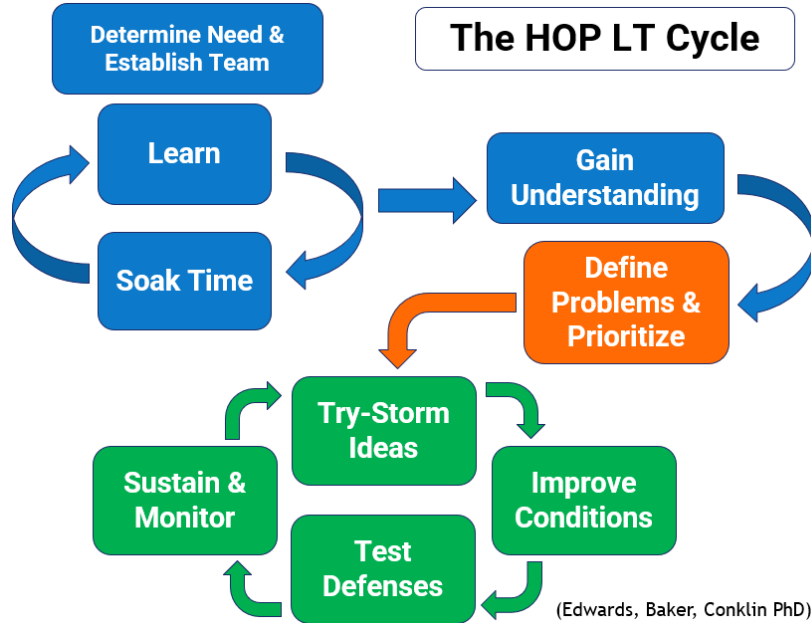 Determine Need &
Establish Team
The HOP LT Cycle
Learn
Gain
Understanding
Soak Time
Define
Problems &
Prioritize
Try-Storm
Ideas
Sustain &
Monitor
Improve
Conditions
Test
Defenses
(Edwards, Baker, Conklin PhD)